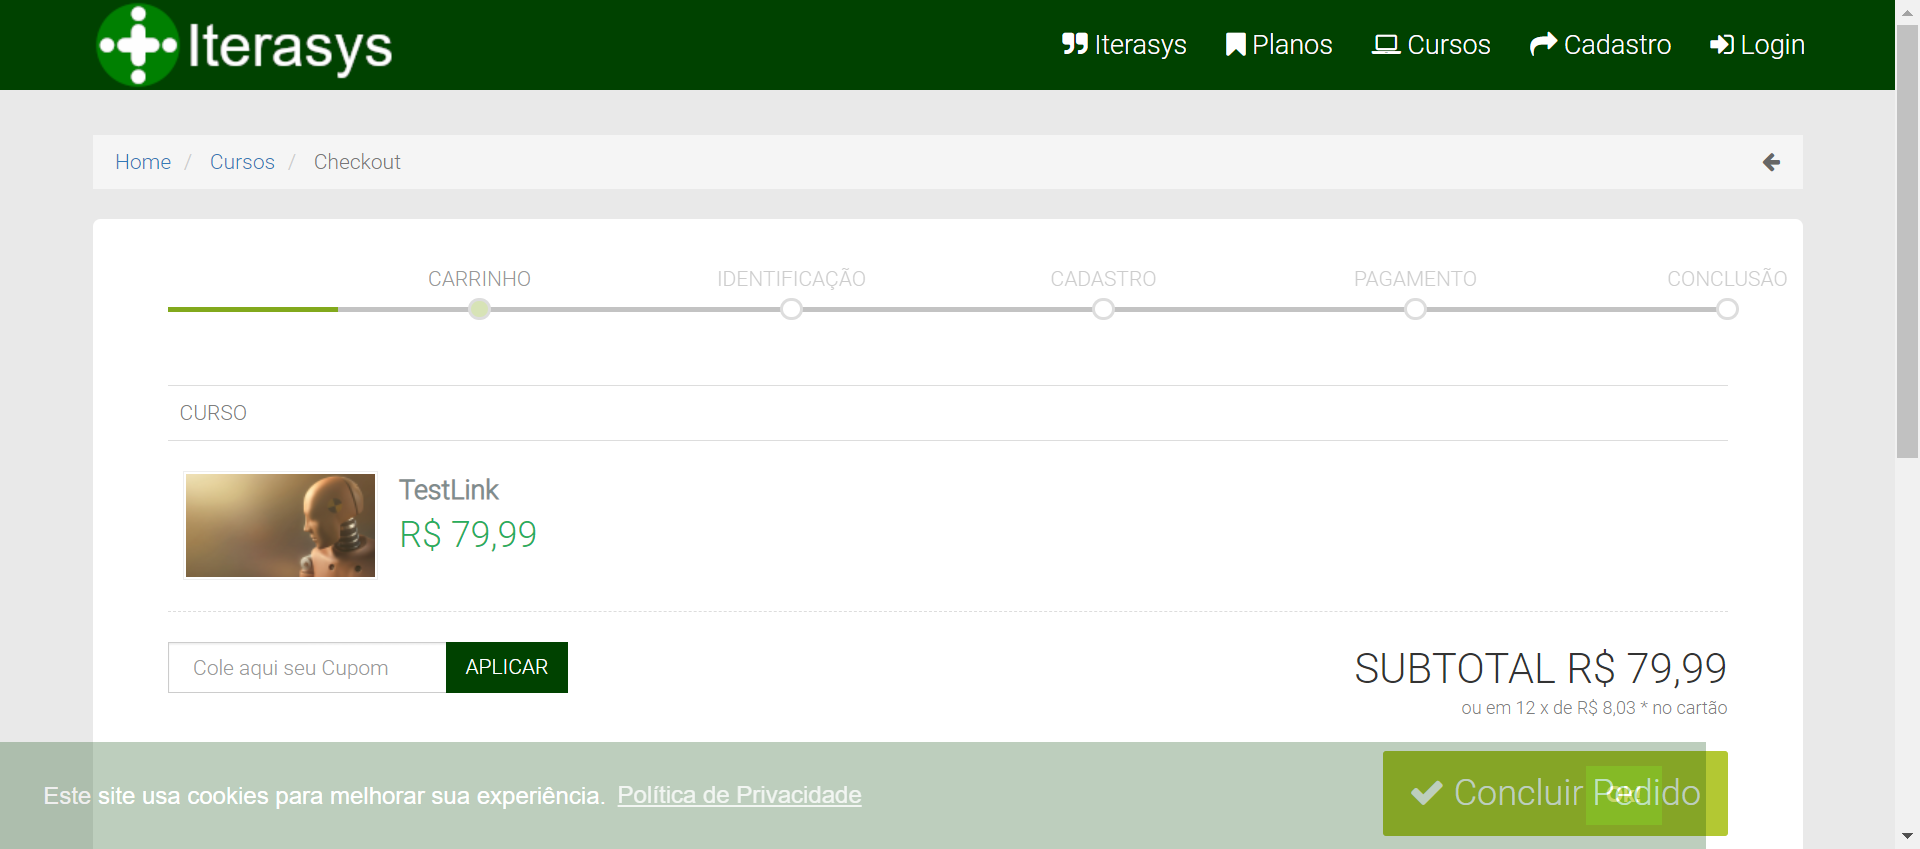 Iterasys
Iterasys Planos Cursos Cadastro Login
Home / Cursos / Checkout
CARRINHO IDENTIFICAÇÃO CADASTRO PAGAMENTO CONCLUSÃO
CURSO
TestLink
R$ 79,99
Cole aqui seu Cupom APLICAR
SUBTOTAL R$ 79,99
ou em 12 x de R$ 8,03 * no cartão
Concluir Pedido
Este site usa cookies para melhorar sua experiência. Política de Privacidade